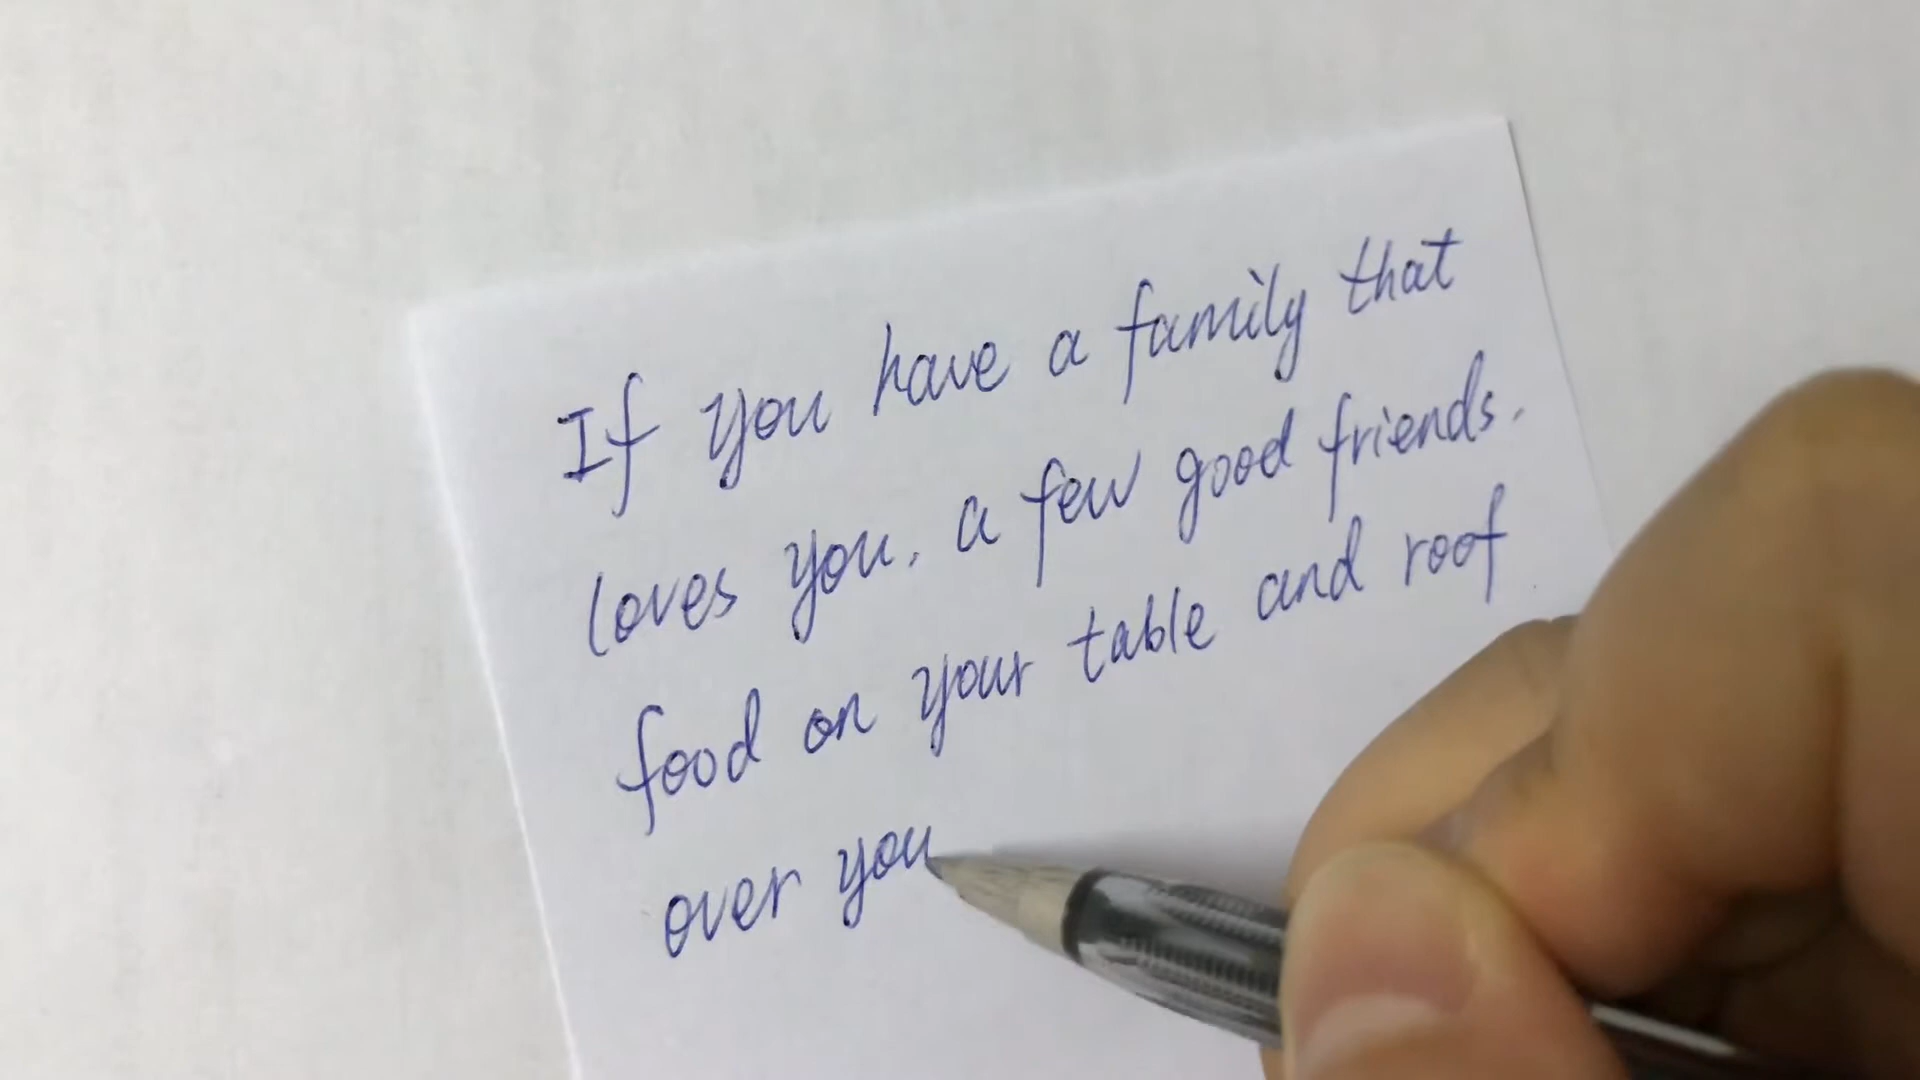 If you have a family that
loves you, a few good friends,
food on your table and roof
over you